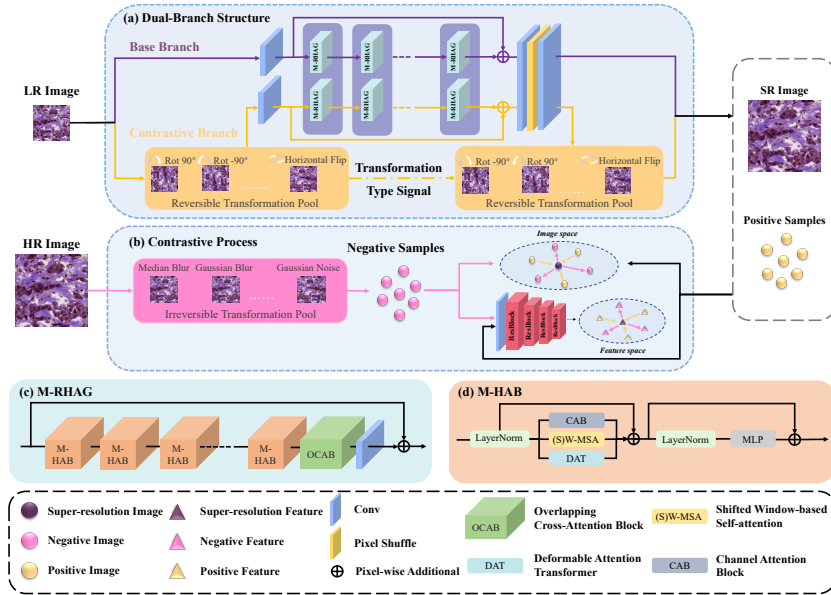 (a) Dual-Branch Structure
Base Branch
M-RHAG
M-RHAG
M-RHAG
LR Image
M-RHAG
M-RHAG
M-RHAG
Contrastive Branch
Rot 90°
Rot -90°
Horizontal Flip
......
Reversible Transformation Pool
Transformation
Type Signal
Rot -90°
Rot 90°
Horizontal Flip
......
Reversible Transformation Pool
SR Image
Positive Samples
HR Image
(b) Contrastive Process
Median Blur
Gaussian Blur
Gaussian Noise
......
Irreversible Transformation Pool
Negative Samples
Image space
ResBlock
ResBlock
ResBlock
ResBlock
Feature space
(c) M-RHAG
M-
HAB
M-
HAB
M-
HAB
M-
HAB
OCAB
(d) M-HAB
LayerNorm
CAB
(S)W-MSA
DAT
LayerNorm
MLP
Super-resolution Image
Super-resolution Feature
Conv
OCAB
Overlapping
Cross-Attention Block
(S)W-MSA
Shifted Window-based
Self-attention
Negative Image
Negative Feature
Pixel Shuffle
Positive Image
Positive Feature
Pixel-wise Additional
DAT
Deformable Attention
Transformer
CAB
Channel Attention
Block